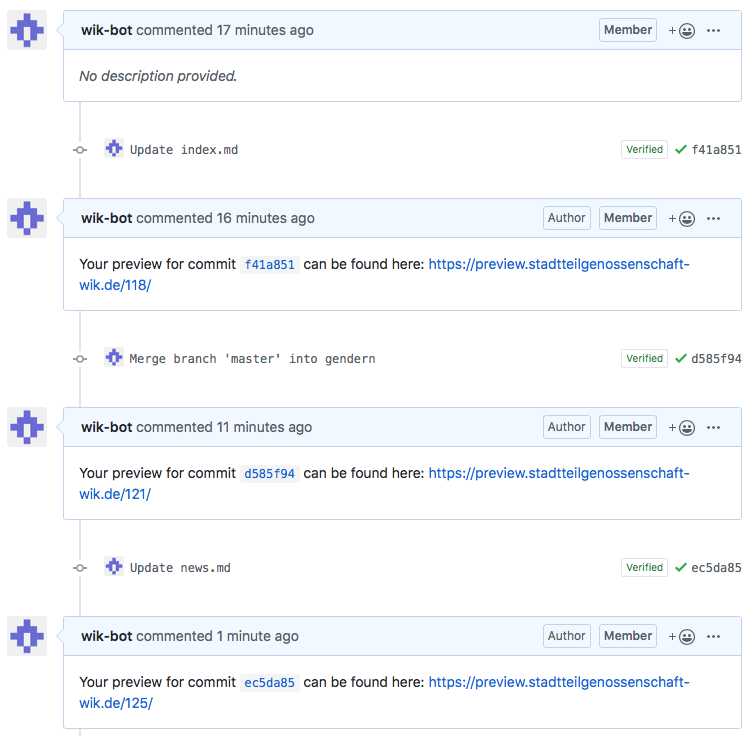 wik-bot commented 17 minutes ago Member
No description provided.
Update index.md Verified f41a851
wik-bot commented 16 minutes ago Author Member
Your preview for commit f41a851 can be found here: https://preview.stadtteilgenossenschaft-
wik.de/118/
Merge branch 'master' into gendern Verified d585f94
wik-bot commented 11 minutes ago Author Member
Your preview for commit d585f94 can be found here: https://preview.stadtteilgenossenschaft-
wik.de/121/
Update news.md Verified ec5da85
wik-bot commented 1 minute ago Author Member
Your preview for commit ec5da85 can be found here: https://preview.stadtteilgenossenschaft-
wik.de/125/